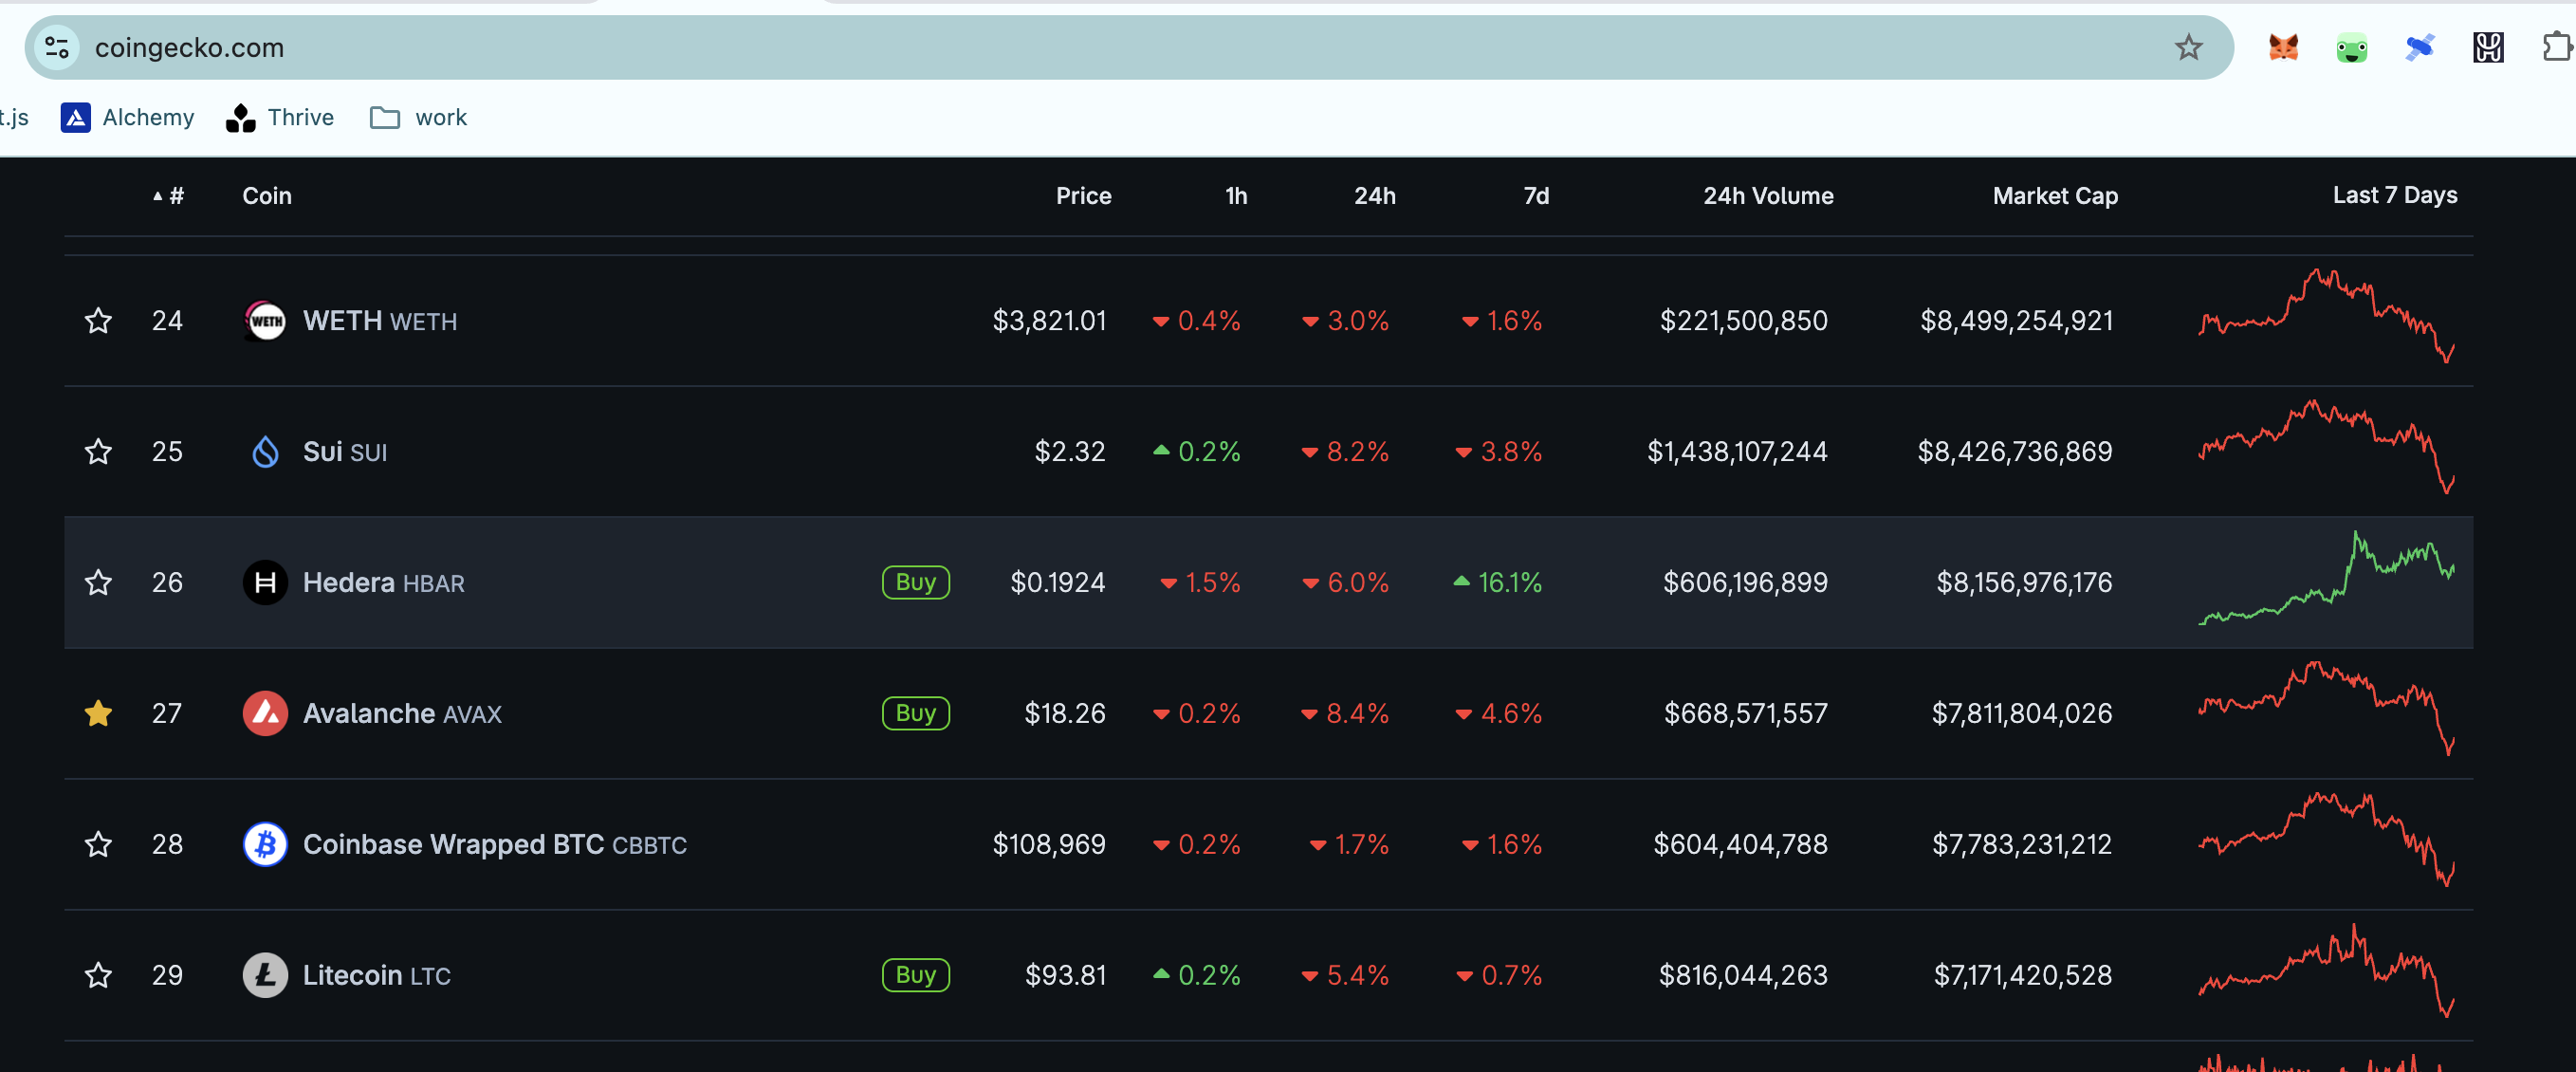 coingecko.com
t.js Alchemy Thrive work
▲ # Coin Price 1h 24h 7d 24h Volume Market Cap Last 7 Days
24 WETH WETH WETH $3,821.01 ▼ 0.4% ▼ 3.0% ▼ 1.6% $221,500,850 $8,499,254,921
25 Sui SUI $2.32 ▲ 0.2% ▼ 8.2% ▼ 3.8% $1,438,107,244 $8,426,736,869
26 Hedera HBAR Buy $0.1924 ▼ 1.5% ▼ 6.0% ▲ 16.1% $606,196,899 $8,156,976,176
27 Avalanche AVAX Buy $18.26 ▼ 0.2% ▼ 8.4% ▼ 4.6% $668,571,557 $7,811,804,026
28 Coinbase Wrapped BTC CBBTC $108,969 ▼ 0.2% ▼ 1.7% ▼ 1.6% $604,404,788 $7,783,231,212
29 Litecoin LTC Buy $93.81 ▲ 0.2% ▼ 5.4% ▼ 0.7% $816,044,263 $7,171,420,528